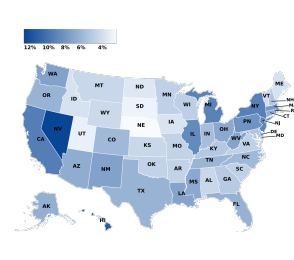 12% 10% 8% 6% 4%
WA
MT
ND
ME
OR
ID
SD
MN
WI
MI
VT
NH
NY
WY
NE
IA
PA
CT
NJ
NV
UT
CO
KS
MO
IL
IN
OH
DE
MD
CA
KY
WV
VA
AZ
NM
OK
AR
TN
NC
SC
TX
LA
MS
AL
GA
FL
AK
HI